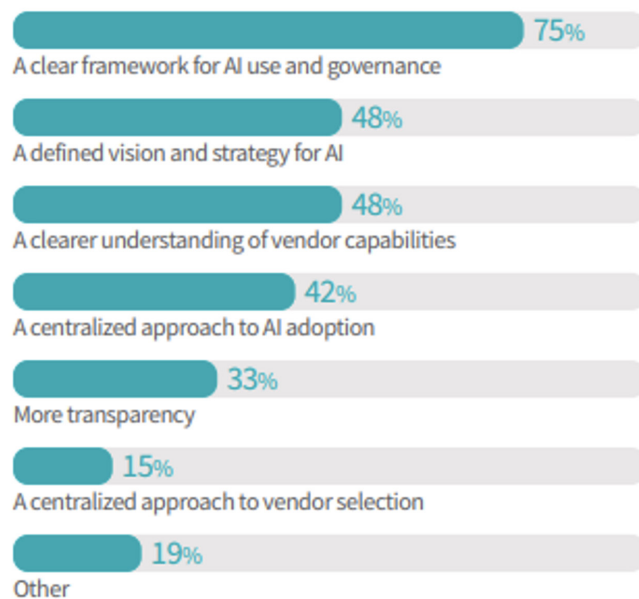 75%
A clear framework for AI use and governance
48%
A defined vision and strategy for AI
48%
A clearer understanding of vendor capabilities
42%
A centralized approach to AI adoption
33%
More transparency
15%
A centralized approach to vendor selection
19%
Other